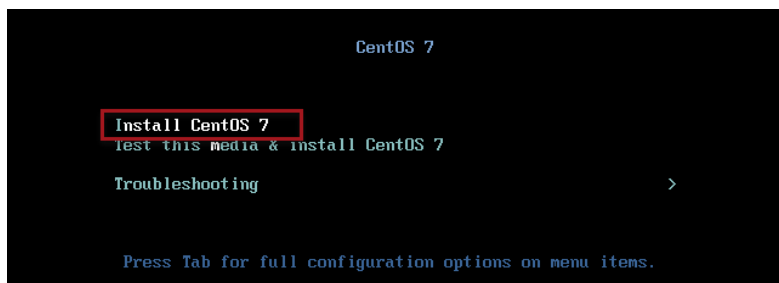 CentOS 7
Install CentOS 7
Test this media & install CentOS 7
Troubleshooting >
Press Tab for full configuration options on menu items.